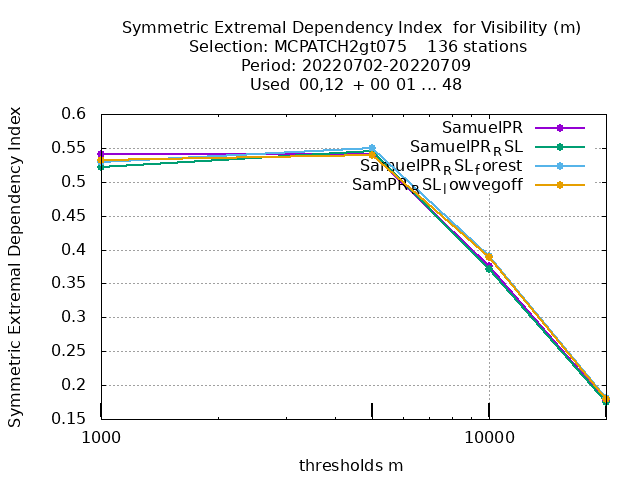 Symmetric Extremal Dependency Index for Visibility (m)
Selection: MCPATCH2gt075 136 stations
Period: 20220702-20220709
Used 00,12 + 00 01 ... 48
Symmetric Extremal Dependency Index
0.6
0.55
0.5
0.45
0.4
0.35
0.3
0.25
0.2
0.15
SamuelPR
SamuelPR_RSL
SamuelPR_RSL_forest
SamPR_RSL_lowvegoff
1000
10000
thresholds m